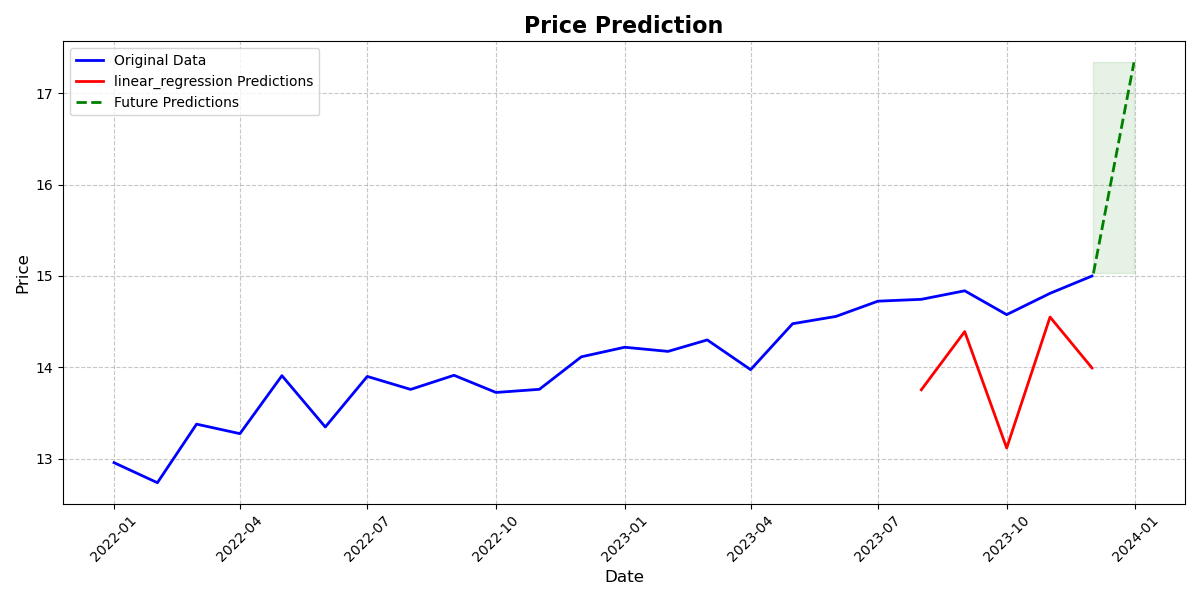 Price Prediction
Original Data
linear_regression Predictions
Future Predictions
Price
17
16
15
14
13
2022-01
2022-04
2022-07
2022-10
2023-01
2023-04
2023-07
2023-10
2024-01
Date